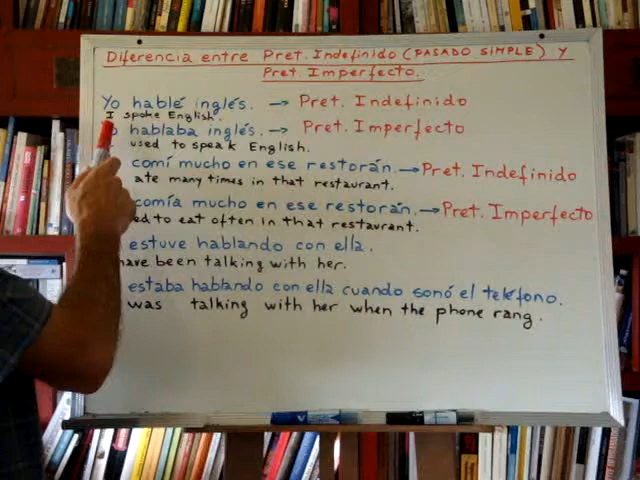 Diferencia entre Pret. Indefinido (PASADO SIMPLE) y
Pret. Imperfecto.
Yo hablé inglés. → Pret. Indefinido
I spoke English.
hablaba inglés. → Pret. Imperfecto
used to speak English.
comí mucho en ese restorán. → Pret. Indefinido
ate many times in that restaurant.
comía mucho en ese restorán. → Pret. Imperfecto
ed to eat often in that restaurant.
estuve hablando con ella.
have been talking with her.
estaba hablando con ella cuando sonó el teléfono.
was talking with her when the phone rang.